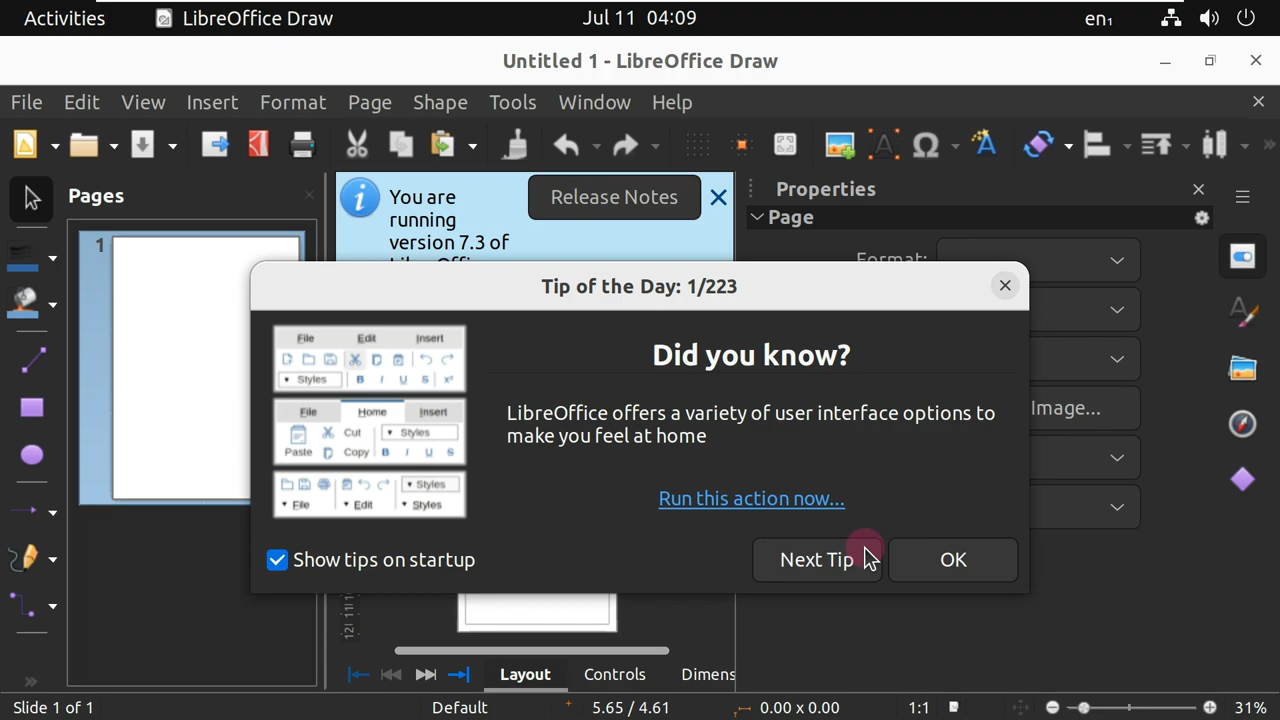 Activities LibreOffice Draw Jul 11 04:09 en₁
Untitled 1 - LibreOffice Draw
File Edit View Insert Format Page Shape Tools Window Help
Pages
1
You are
running
version 7.3 of
Release Notes
Properties
Page
Format:
Tip of the Day: 1/223
File Edit Insert
Styles B I U S x²
File Home Insert
Cut Styles
Paste Copy B I U S
Styles
File Edit Styles
Did you know?
LibreOffice offers a variety of user interface options to
make you feel at home
Run this action now...
Image...
Show tips on startup
Next Tip OK
Layout Controls Dimens
Slide 1 of 1 Default 5.65 / 4.61 0.00 x 0.00 1:1 31%